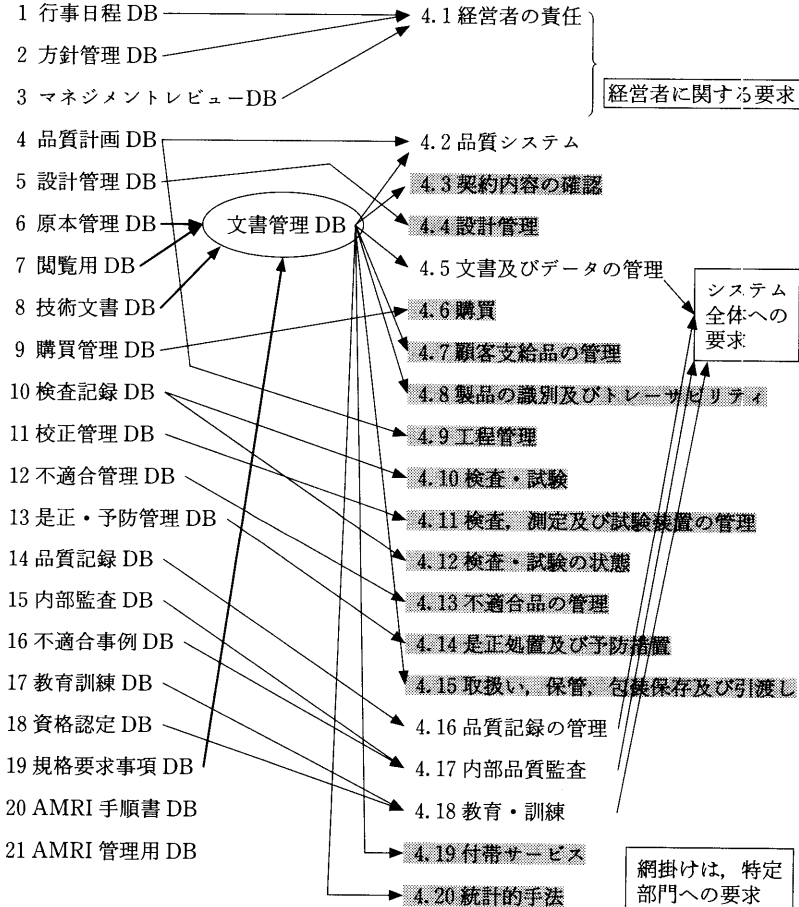 1 行事日程 DB
2 方針管理 DB
3 マネジメントレビューDB
4 品質計画 DB
5 設計管理 DB
6 原本管理 DB
7 閲覧用 DB
8 技術文書 DB
9 購買管理 DB
10 検査記録 DB
11 校正管理 DB
12 不適合管理 DB
13 是正・予防管理 DB
14 品質記録 DB
15 内部監査 DB
16 不適合事例 DB
17 教育訓練 DB
18 資格認定 DB
19 規格要求事項 DB
20 AMRI 手順書 DB
21 AMRI 管理用 DB
文書管理 DB
4.1 経営者の責任
4.2 品質システム
4.3 契約内容の確認
4.4 設計管理
4.5 文書及びデータの管理
4.6 購買
4.7 顧客支給品の管理
4.8 製品の識別及びトレーサビリティ
4.9 工程管理
4.10 検査・試験
4.11 検査，測定及び試験装置の管理
4.12 検査・試験の状態
4.13 不適合品の管理
4.14 是正処置及び予防措置
4.15 取扱い，保管，包装保存及び引渡し
4.16 品質記録の管理
4.17 内部品質監査
4.18 教育・訓練
4.19 付帯サービス
4.20 統計的手法
経営者に関する要求
システム
全体への
要求
網掛けは，特定
部門への要求